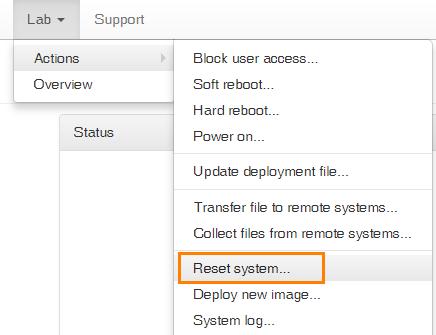 Lab Support
Actions
Overview
Status
Block user access...
Soft reboot...
Hard reboot...
Power on...
Update deployment file...
Transfer file to remote systems...
Collect files from remote systems...
Reset system...
Deploy new image...
System log...